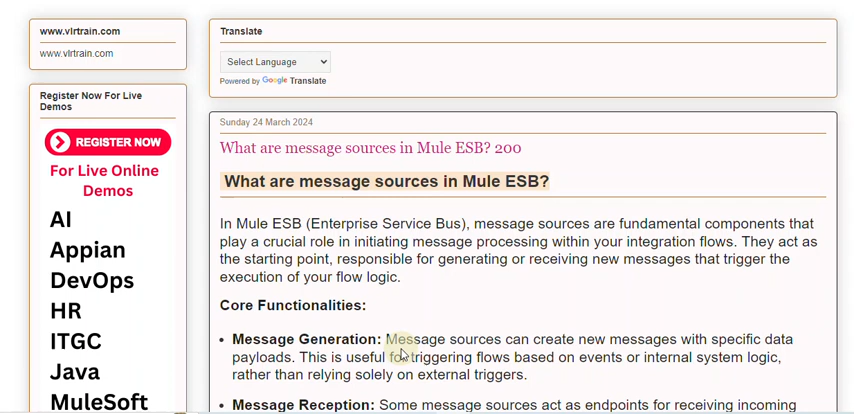 www.vlrtrain.com
www.vlrtrain.com
Register Now For Live
Demos
REGISTER NOW
For Live Online
Demos
AI
Appian
DevOps
HR
ITGC
Java
MuleSoft
Translate
Select Language
Powered by Google Translate
Sunday 24 March 2024
What are message sources in Mule ESB? 200
What are message sources in Mule ESB?
In Mule ESB (Enterprise Service Bus), message sources are fundamental components that
play a crucial role in initiating message processing within your integration flows. They act as
the starting point, responsible for generating or receiving new messages that trigger the
execution of your flow logic.
Core Functionalities:
• Message Generation: Message sources can create new messages with specific data
payloads. This is useful for triggering flows based on events or internal system logic,
rather than relying solely on external triggers.
• Message Reception: Some message sources act as endpoints for receiving incoming